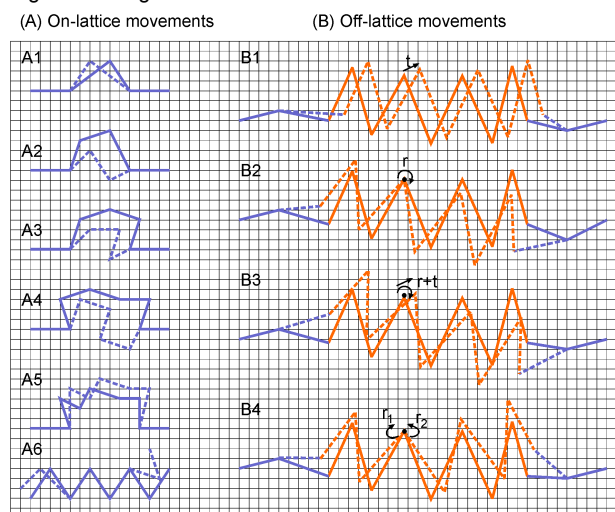 (A) On-lattice movements
(B) Off-lattice movements
A1
A2
A3
A4
A5
A6
B1
t
B2
r
B3
r+t
B4
r1
r2